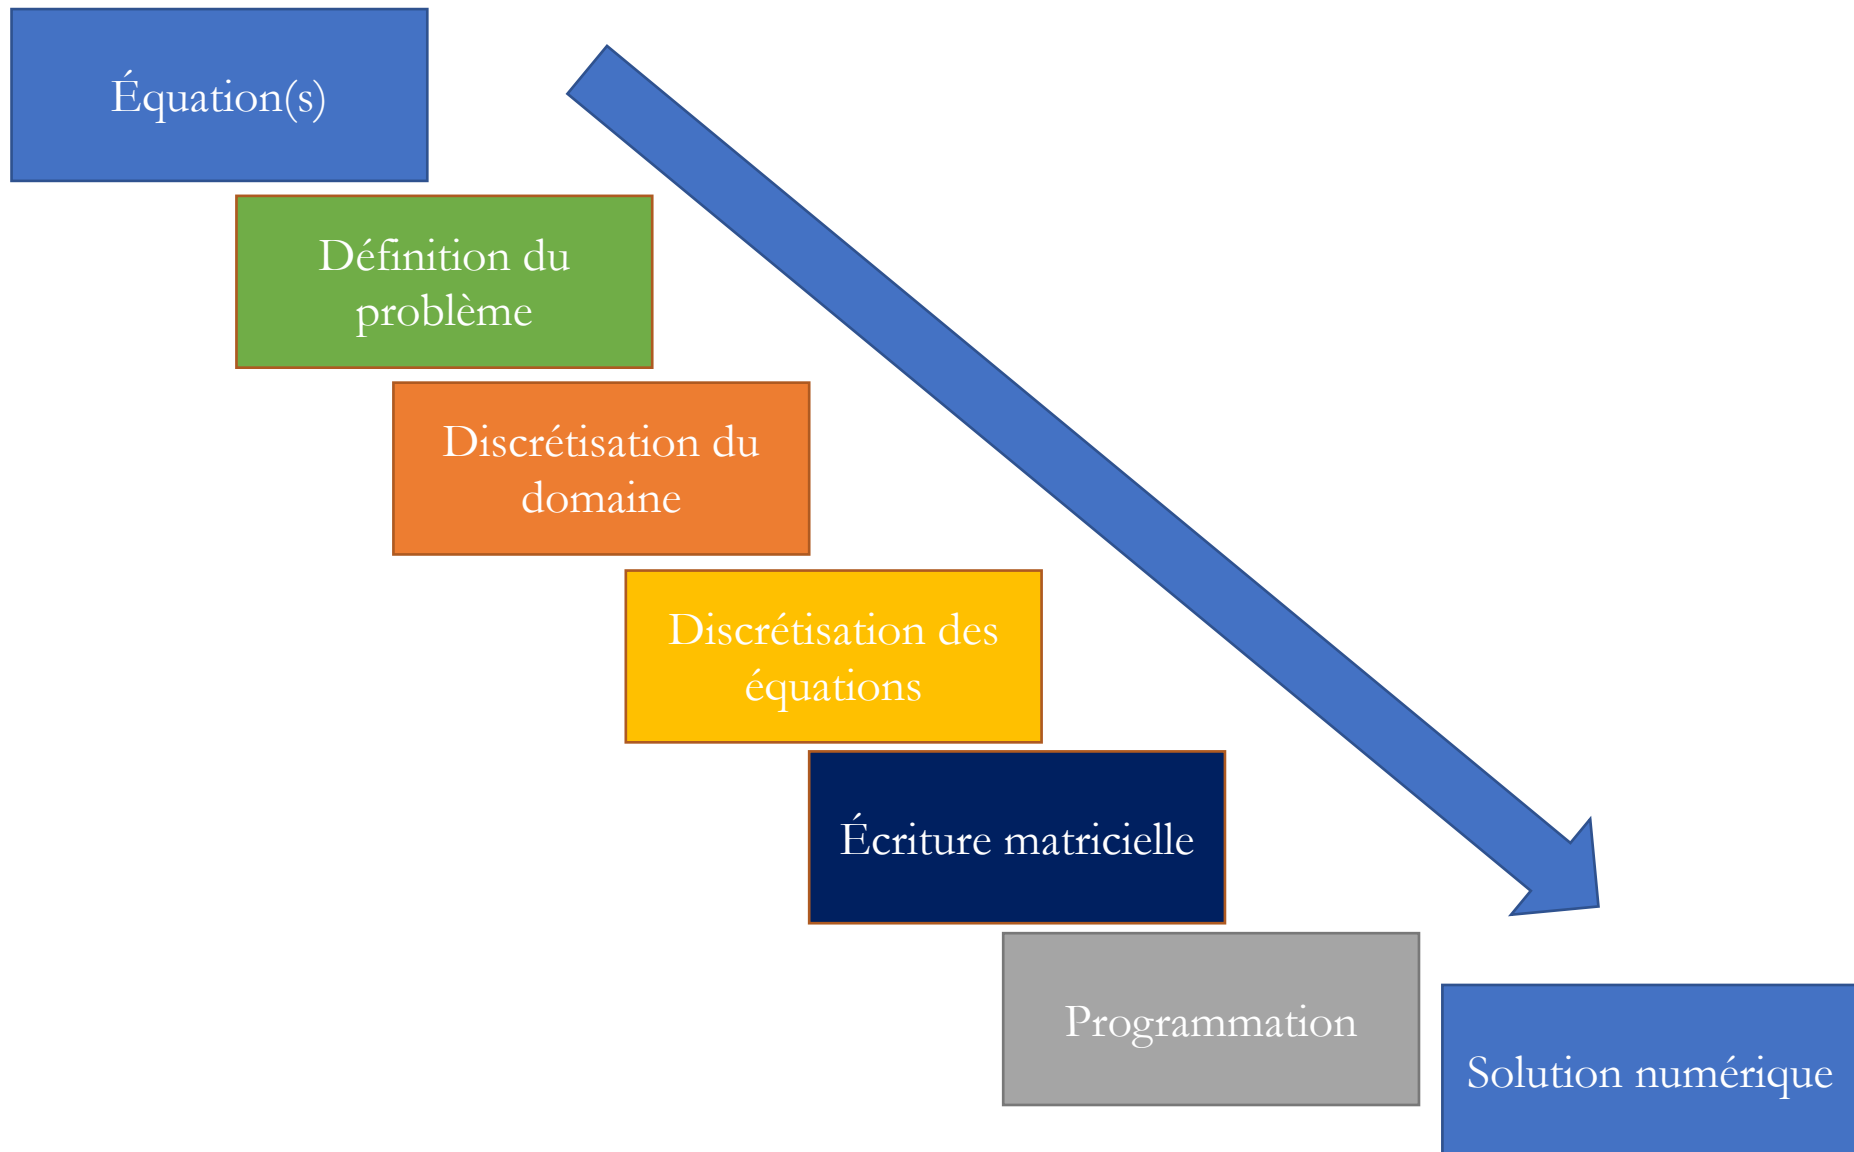 Équation(s)
Définition du
problème
Discrétisation du
domaine
Discrétisation des
équations
Écriture matricielle
Programmation
Solution numérique